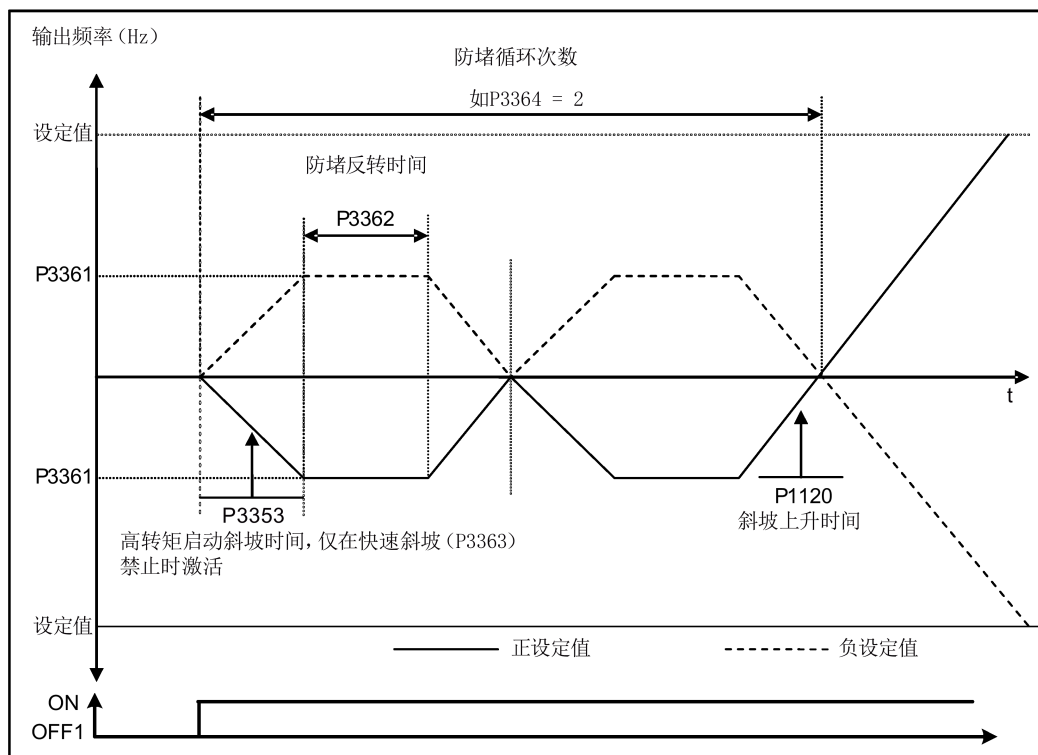 输出频率(Hz)
防堵循环次数
如P3364 = 2
设定值
防堵反转时间
P3362
P3361
t
P3361
P3353
P1120
高转矩启动斜坡时间，仅在快速斜坡(P3363)
禁止时激活
斜坡上升时间
设定值
正设定值
负设定值
ON
OFF1